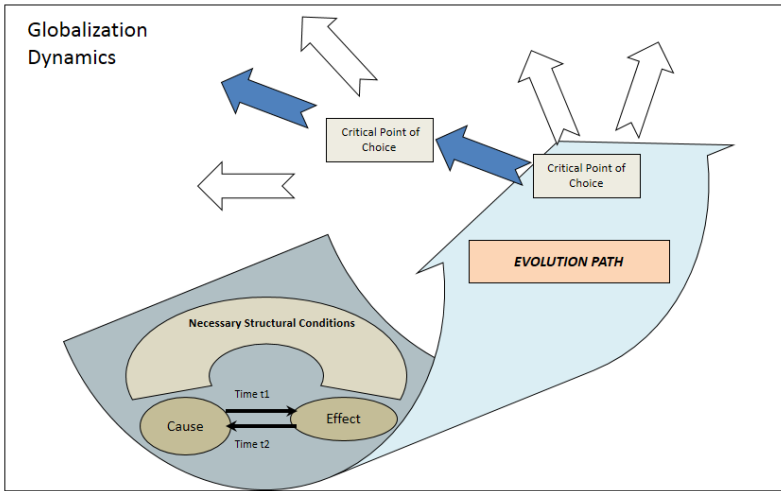 Globalization
Dynamics
Critical Point of
Choice
Critical Point of
Choice
EVOLUTION PATH
Necessary Structural Conditions
Time t1
Cause
Effect
Time t2